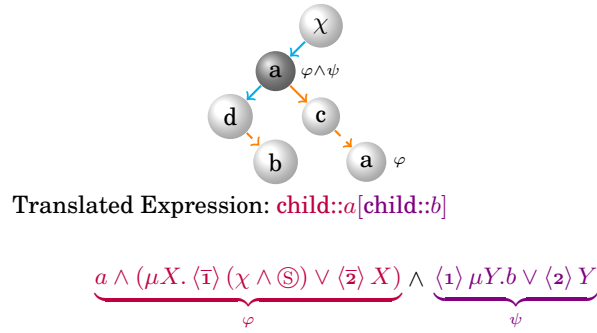 χ
a φ∧ψ
d c
b a φ
Translated Expression: child::a[child::b]
a ∧ (μX. ⟨1̅⟩ (χ ∧ Ⓢ) ∨ ⟨2̅⟩ X) ∧ ⟨1⟩ μY.b ∨ ⟨2⟩ Y
φ ψ